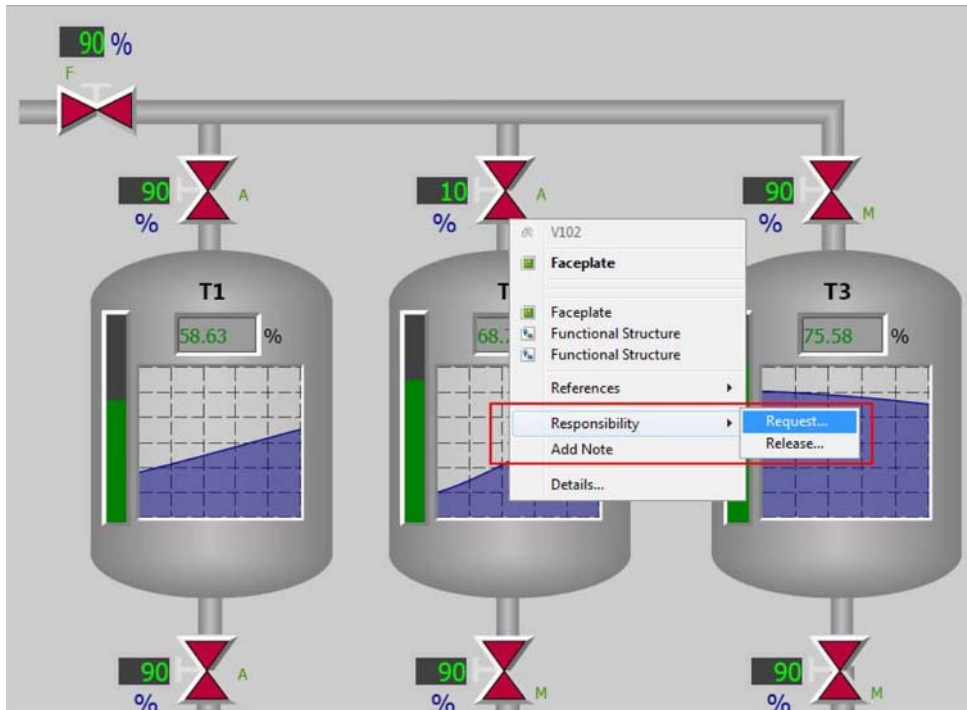 90 %
F
90
%
A
10
%
A
90
%
M
V102
Faceplate
Faceplate
Functional Structure
Functional Structure
References
Responsibility
Add Note
Details...
Request...
Release...
T1
58.63 %
T
68.
T3
75.58 %
90
%
A
90
%
M
90
%
M